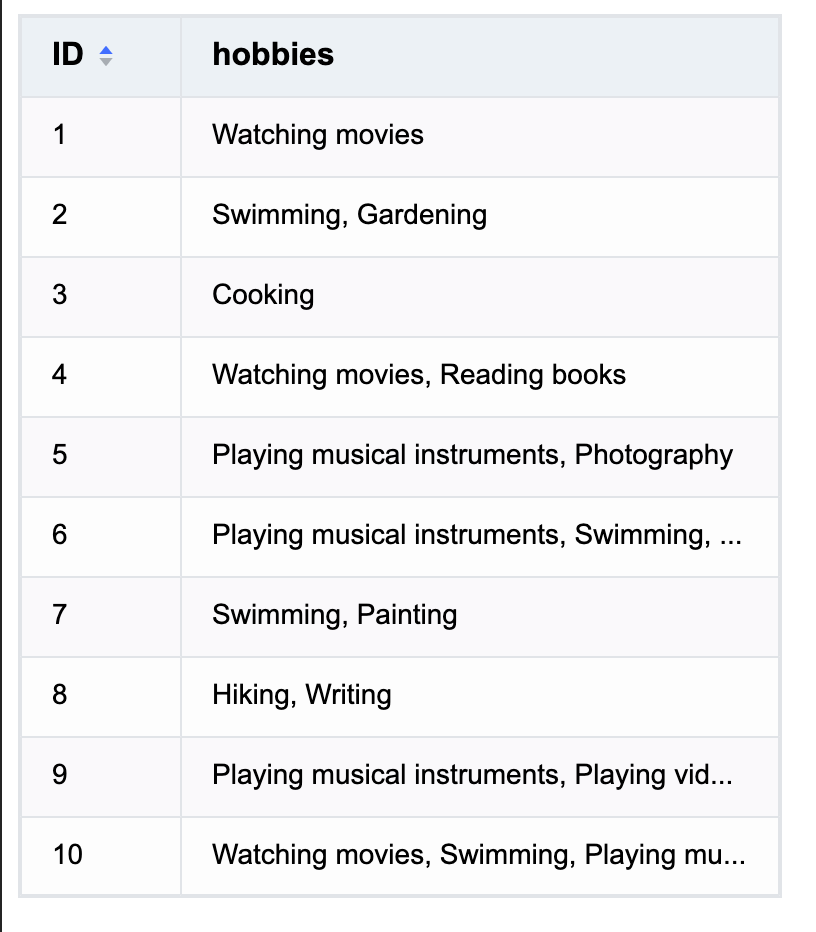 ID hobbies
1 Watching movies
2 Swimming, Gardening
3 Cooking
4 Watching movies, Reading books
5 Playing musical instruments, Photography
6 Playing musical instruments, Swimming, ...
7 Swimming, Painting
8 Hiking, Writing
9 Playing musical instruments, Playing vid...
10 Watching movies, Swimming, Playing mu...